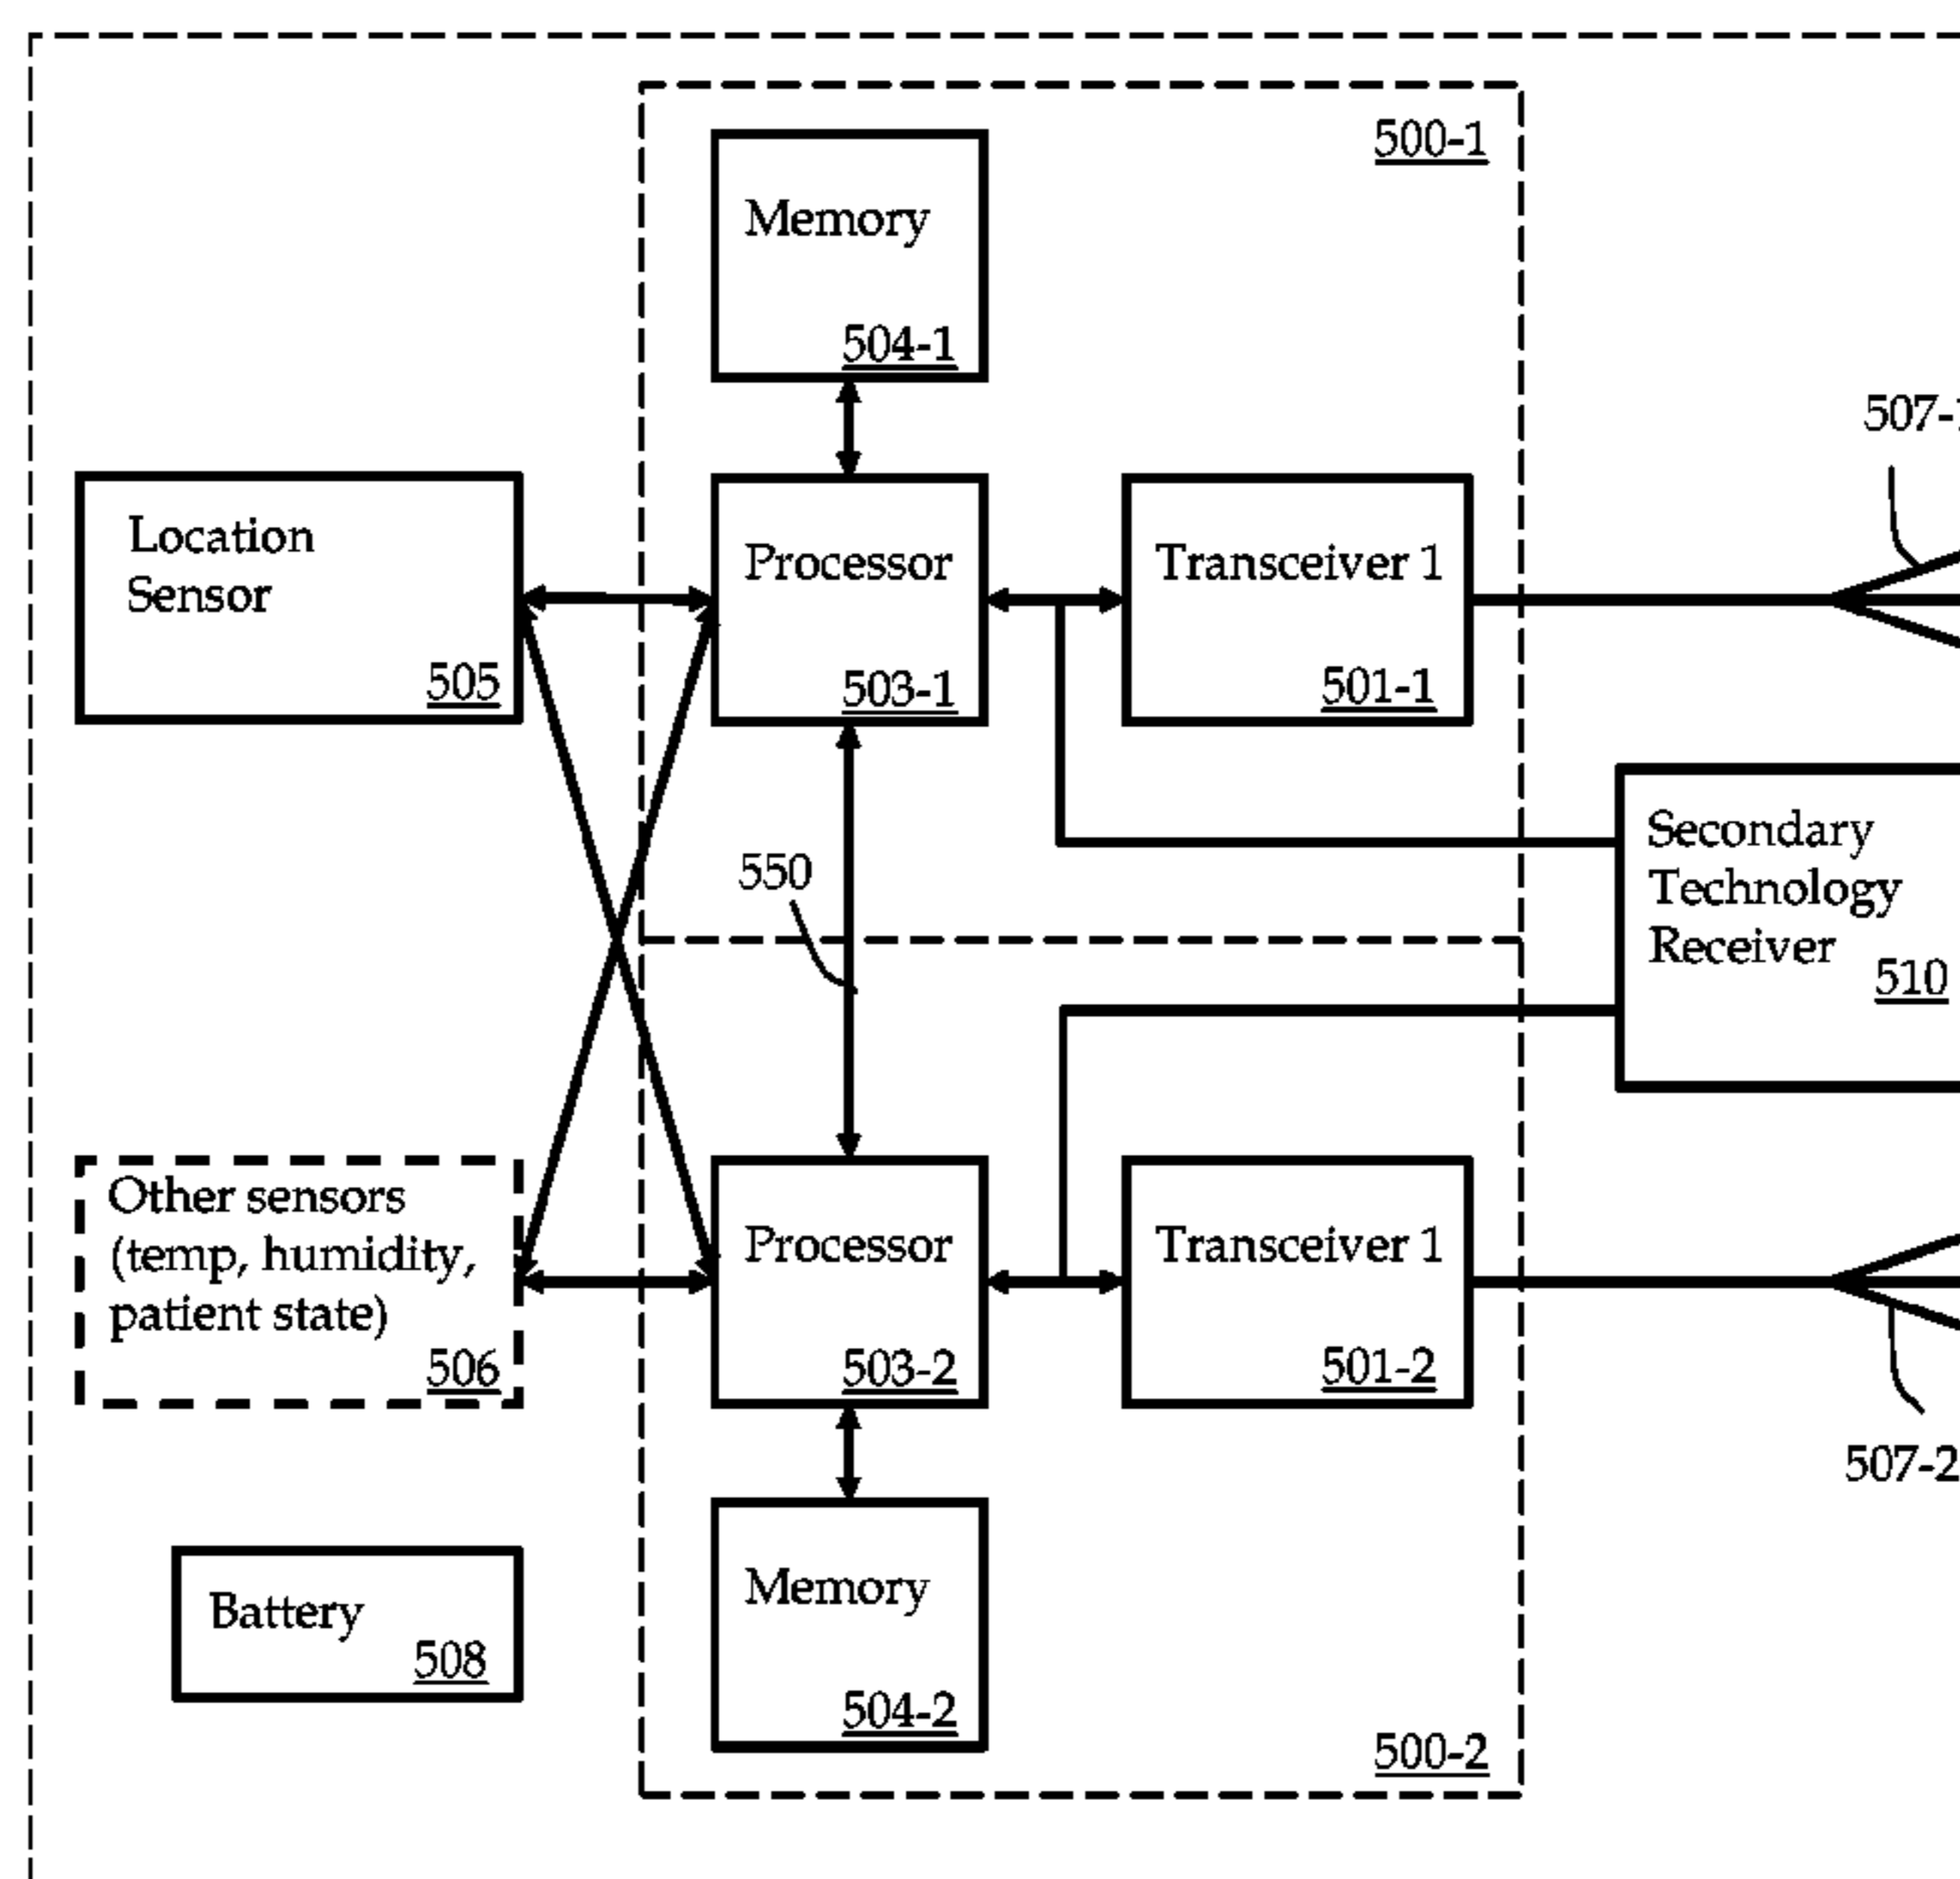 500-1
Memory
504-1
507-1
Location
Sensor
505
Processor
503-1
Transceiver 1
501-1
550
Secondary
Technology
Receiver
510
Other sensors
(temp, humidity,
patient state)
506
Processor
503-2
Transceiver 1
501-2
507-2
Battery
508
Memory
504-2
500-2